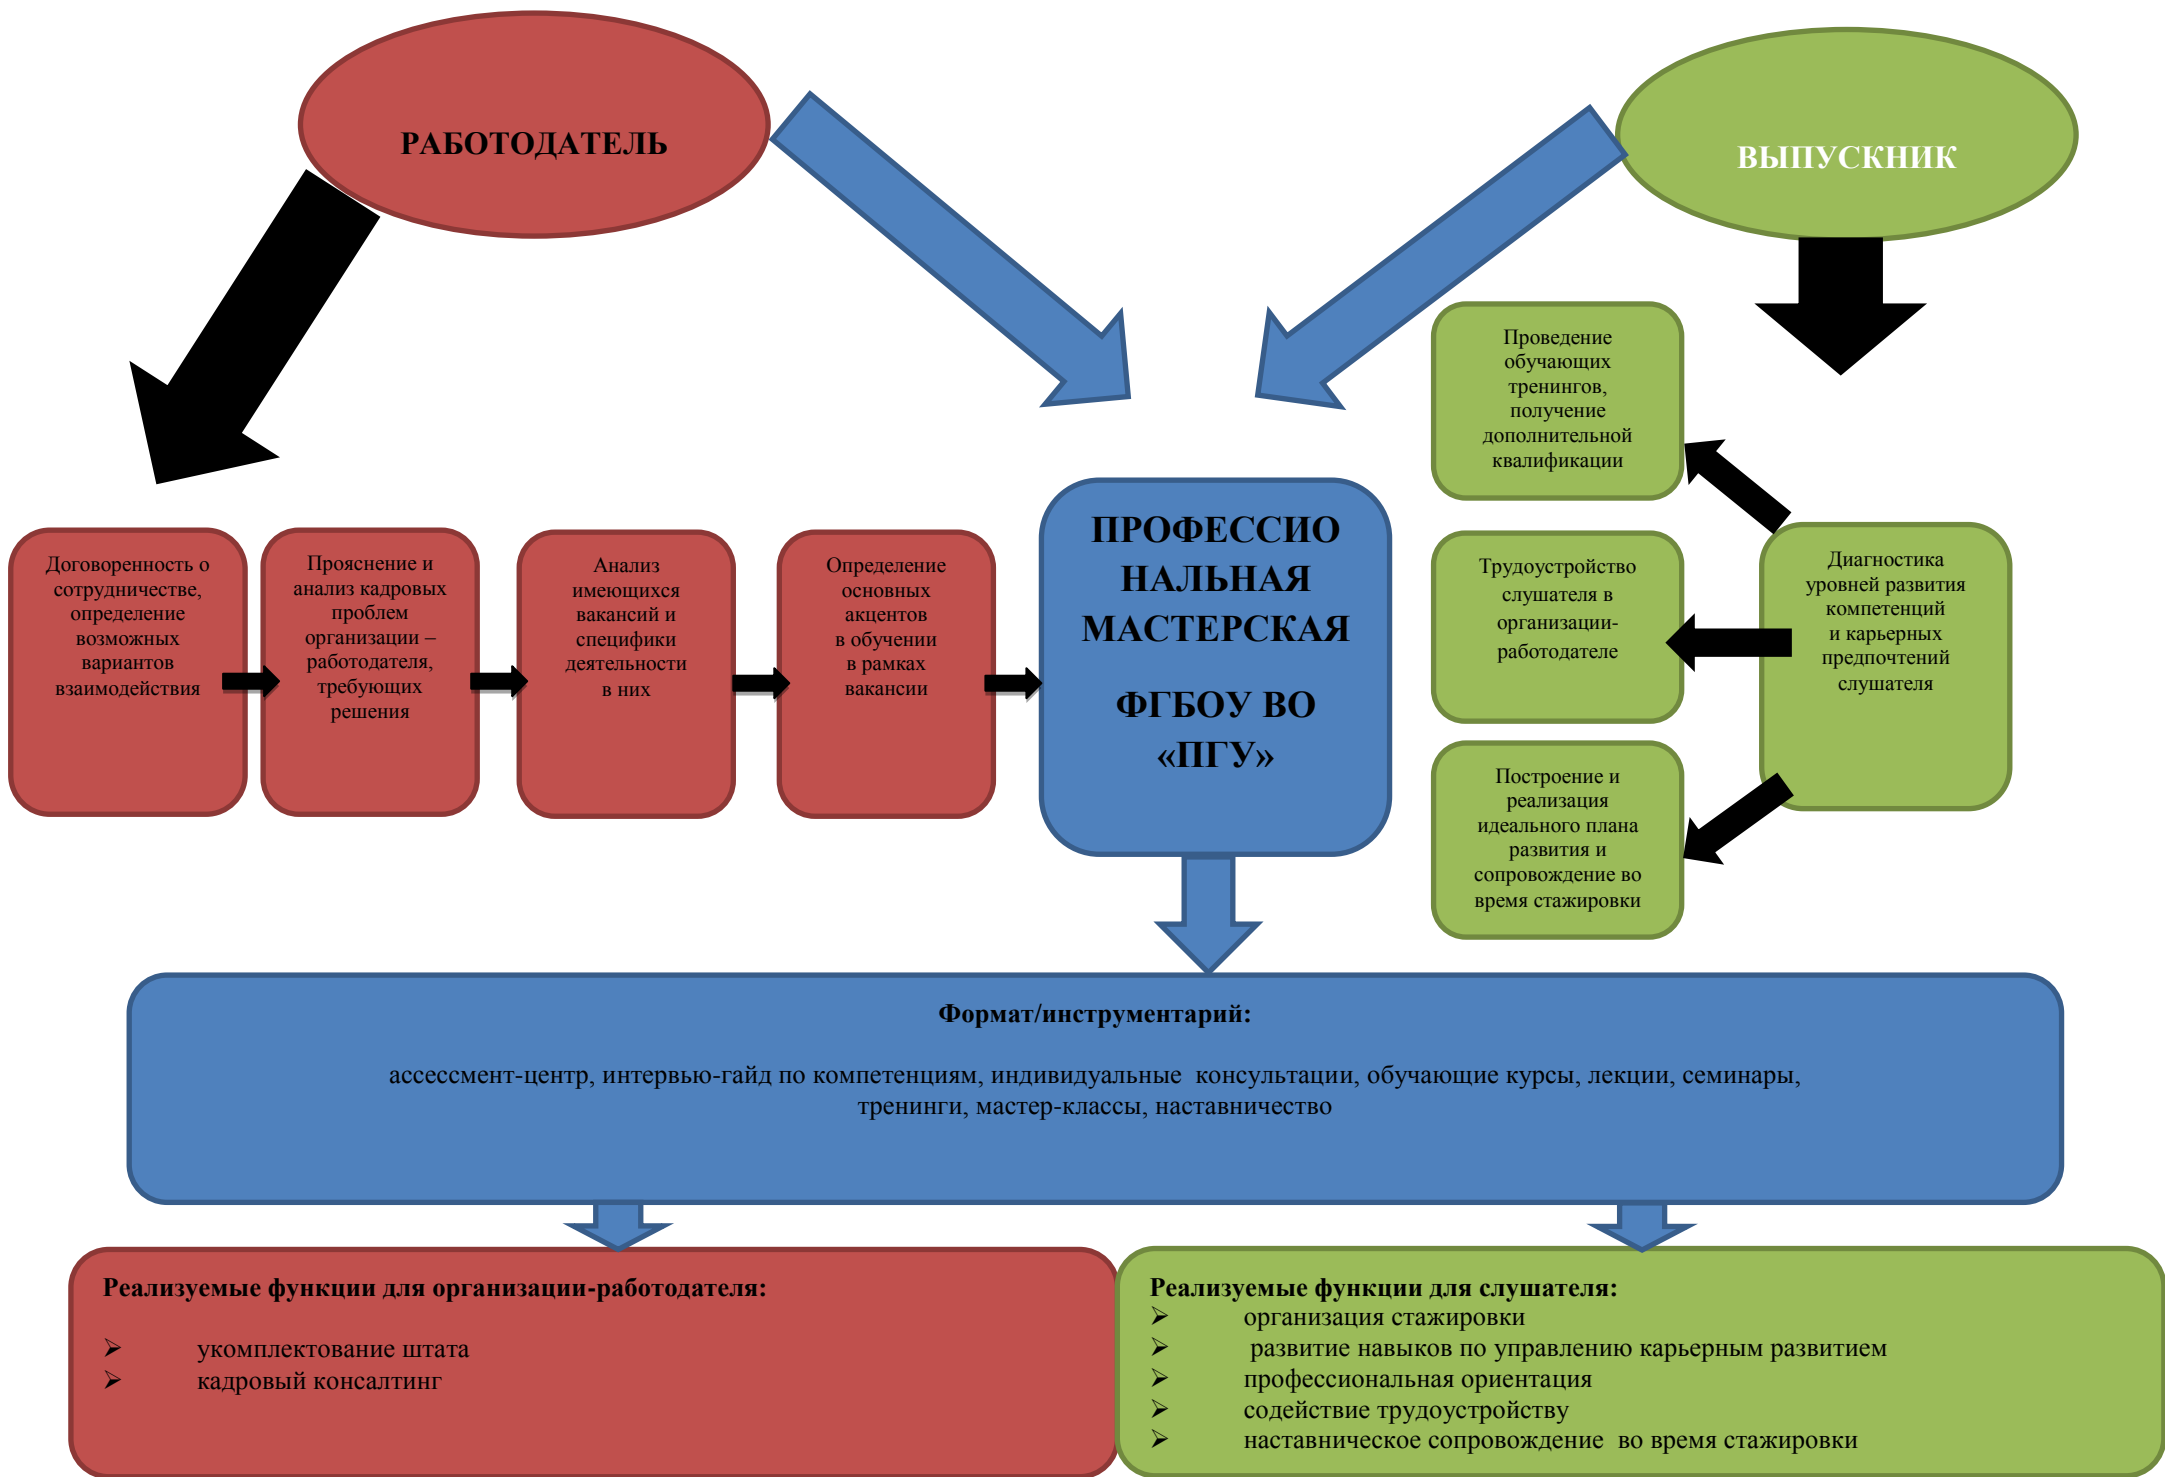 РАБОТОДАТЕЛЬ
ВЫПУСКНИК
Проведение
обучающих
тренингов,
получение
дополнительной
квалификации
Договоренность о
сотрудничестве,
определение
возможных
вариантов
взаимодействия
Прояснение и
анализ кадровых
проблем
организации –
работодателя,
требующих
решения
Анализ
имеющихся
вакансий и
специфики
деятельности
в них
Определение
основных
акцентов
в обучении
в рамках
вакансии
ПРОФЕССИО
НАЛЬНАЯ
МАСТЕРСКАЯ
ФГБОУ ВО
«ПГУ»
Трудоустройство
слушателя в
организации-
работодателе
Диагностика
уровней развития
компетенций
и карьерных
предпочтений
слушателя
Построение и
реализация
идеального плана
развития и
сопровождение во
время стажировки
Формат/инструментарий:
ассессмент-центр, интервью-гайд по компетенциям, индивидуальные  консультации, обучающие курсы, лекции, семинары,
тренинги, мастер-классы, наставничество
Реализуемые функции для организации-работодателя:
➢ укомплектование штата
➢ кадровый консалтинг
Реализуемые функции для слушателя:
➢ организация стажировки
➢ развитие навыков по управлению карьерным развитием
➢ профессиональная ориентация
➢ содействие трудоустройству
➢ наставническое сопровождение  во время стажировки